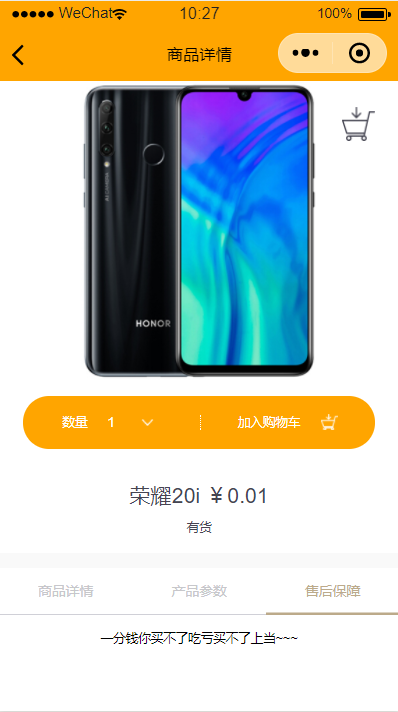 WeChat 10:27 100%
商品详情
HONOR
数量 1 加入购物车
荣耀20i ￥0.01
有货
商品详情 产品参数 售后保障
一分钱你买不了吃亏买不了上当~~~